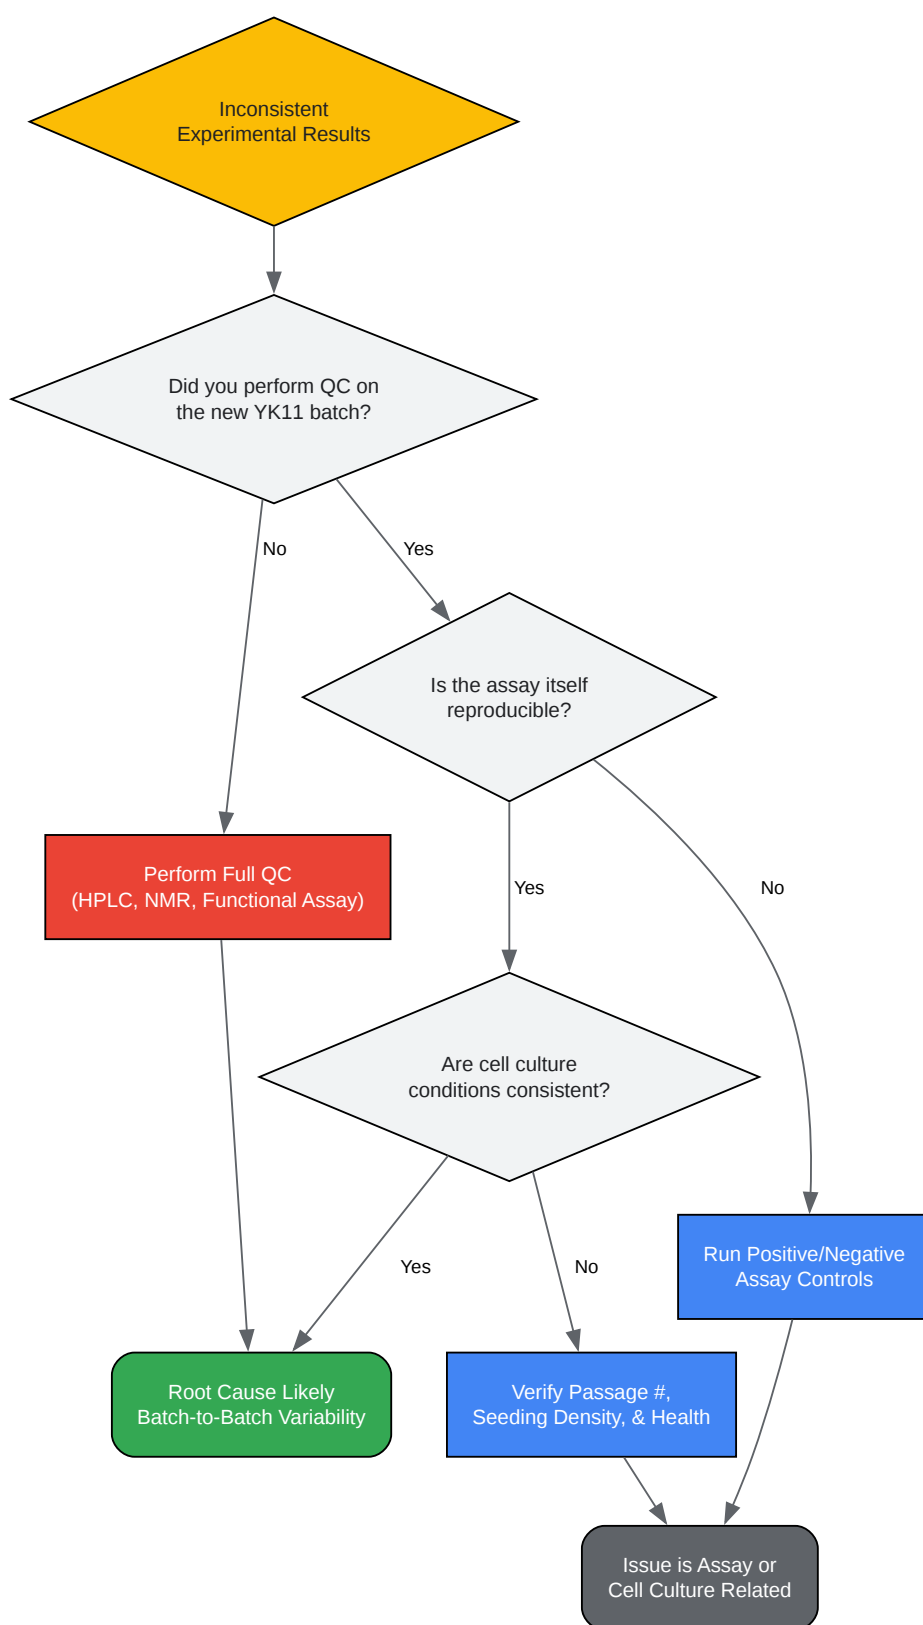 Inconsistent
Experimental Results
Did you perform QC on
the new YK11 batch?
No
Yes
Is the assay itself
reproducible?
Perform Full QC
(HPLC, NMR, Functional Assay)
Yes
No
Are cell culture
conditions consistent?
Yes
No
Run Positive/Negative
Assay Controls
Root Cause Likely
Batch-to-Batch Variability
Verify Passage #,
Seeding Density, & Health
Issue is Assay or
Cell Culture Related